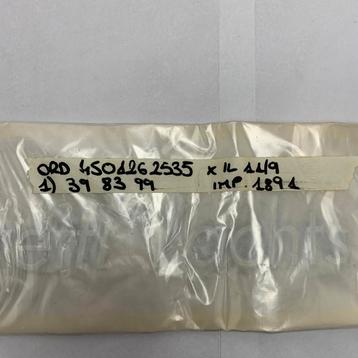 ORD 4501262535 x IL 11/9
1) 39 83 99 IMP. 1891